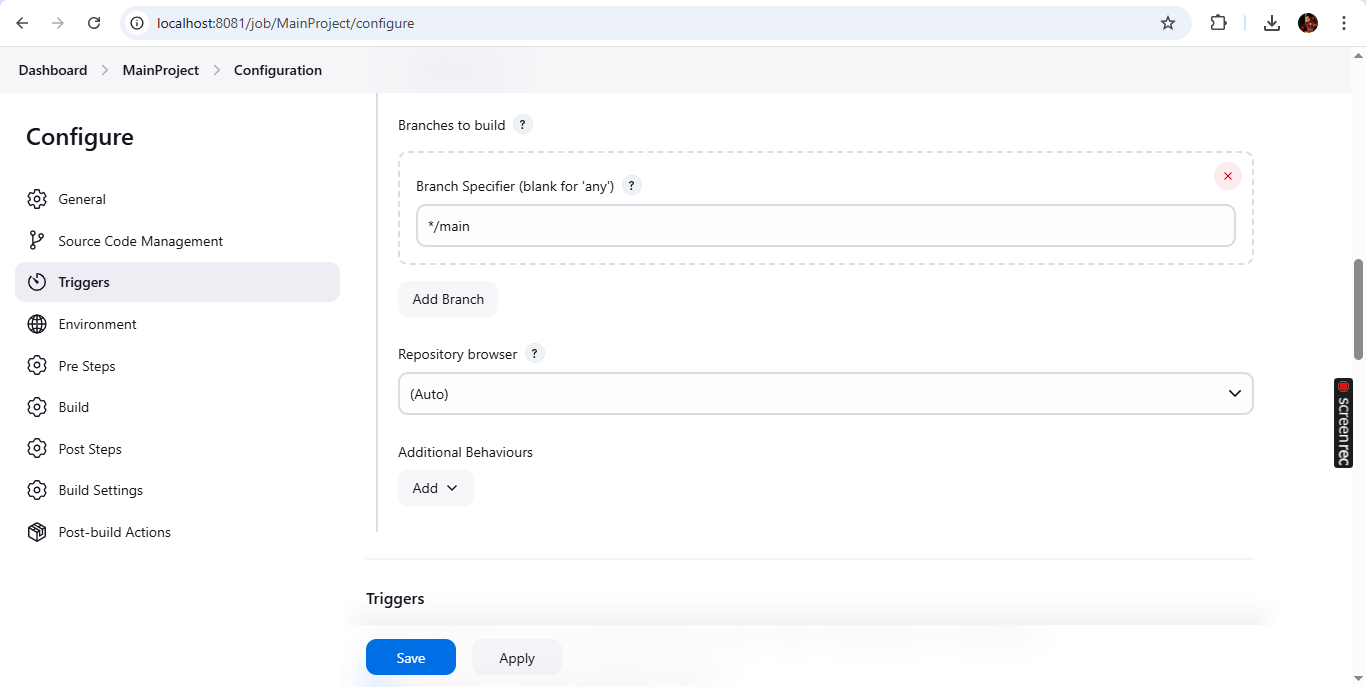 localhost:8081/job/MainProject/configure
Dashboard > MainProject > Configuration
Configure
General
Source Code Management
Triggers
Environment
Pre Steps
Build
Post Steps
Build Settings
Post-build Actions
Branches to build ?
Branch Specifier (blank for 'any') ?
*/main
Add Branch
Repository browser ?
(Auto)
Additional Behaviours
Add
Triggers
Save
Apply
screenrec